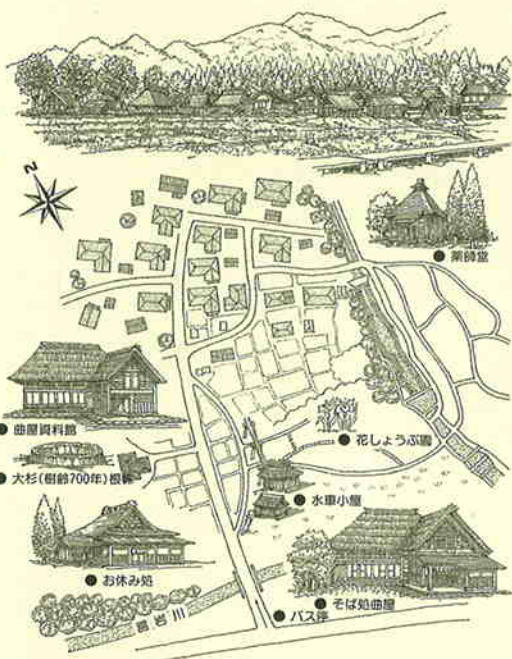 N
● 薬師堂
● 曲屋資料館
● 花しょうぶ園
● 大杉(樹齢700年)根株
● 水車小屋
● お休み処
● そば処曲屋
舘岩川
● バス停